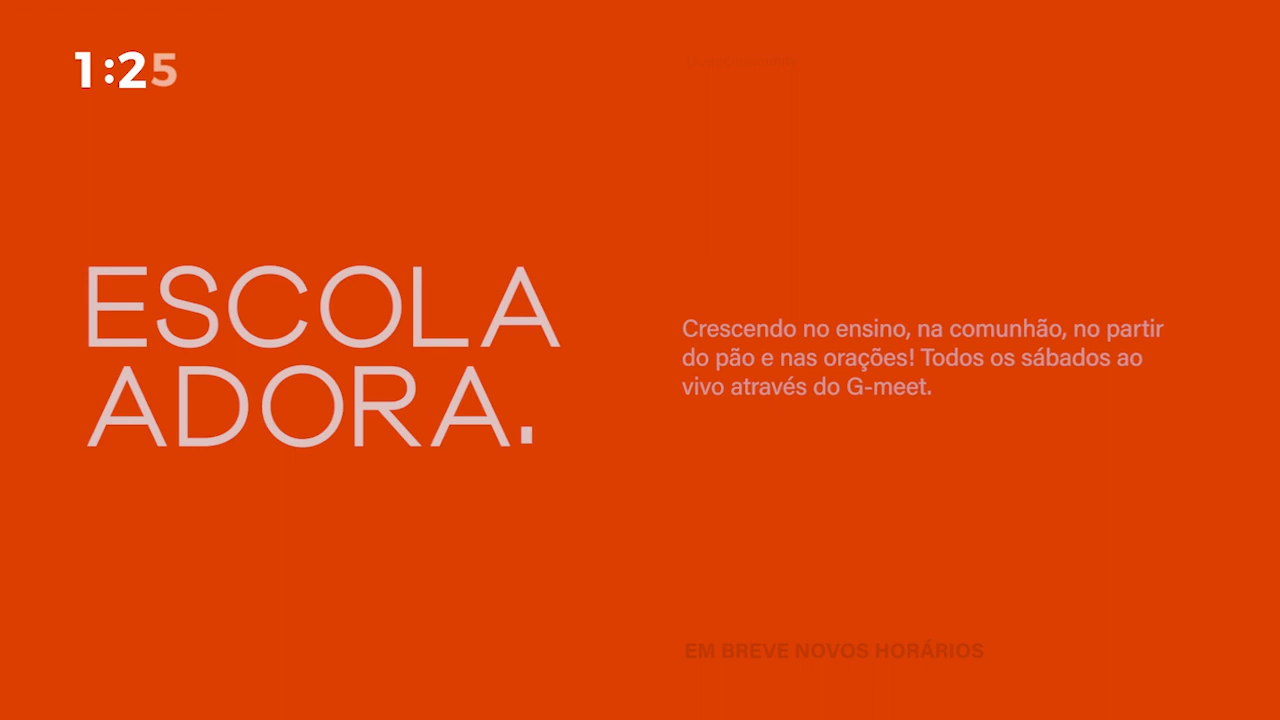 1:25
ESCOLA
ADORA.
Crescendo no ensino, na comunhão, no partir
do pão e nas orações! Todos os sábados ao
vivo através do G-meet.
EM BREVE NOVOS HORÁRIOS